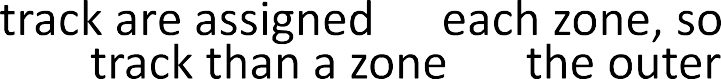 track are assigned each zone, so
track than a zone the outer